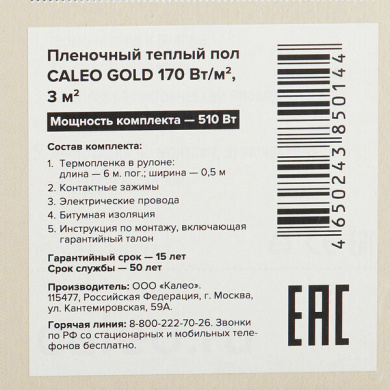 Пленочный теплый пол
CALEO GOLD 170 Вт/м²,
3 м²
Мощность комплекта — 510 Вт
Состав комплекта:
1. Термопленка в рулоне:
длина — 6 м. пог.; ширина — 0,5 м
2. Контактные зажимы
3. Электрические провода
4. Битумная изоляция
5. Инструкция по монтажу, включающая
гарантийный талон
Гарантийный срок — 15 лет
Срок службы — 50 лет
Производитель: ООО «Калео».
115477, Российская Федерация, г. Москва,
ул. Кантемировская, 59А.
Горячая линия: 8-800-222-70-26. Звонки
по РФ со стационарных и мобильных теле-
фонов бесплатно.
4 650243 850144
EAC